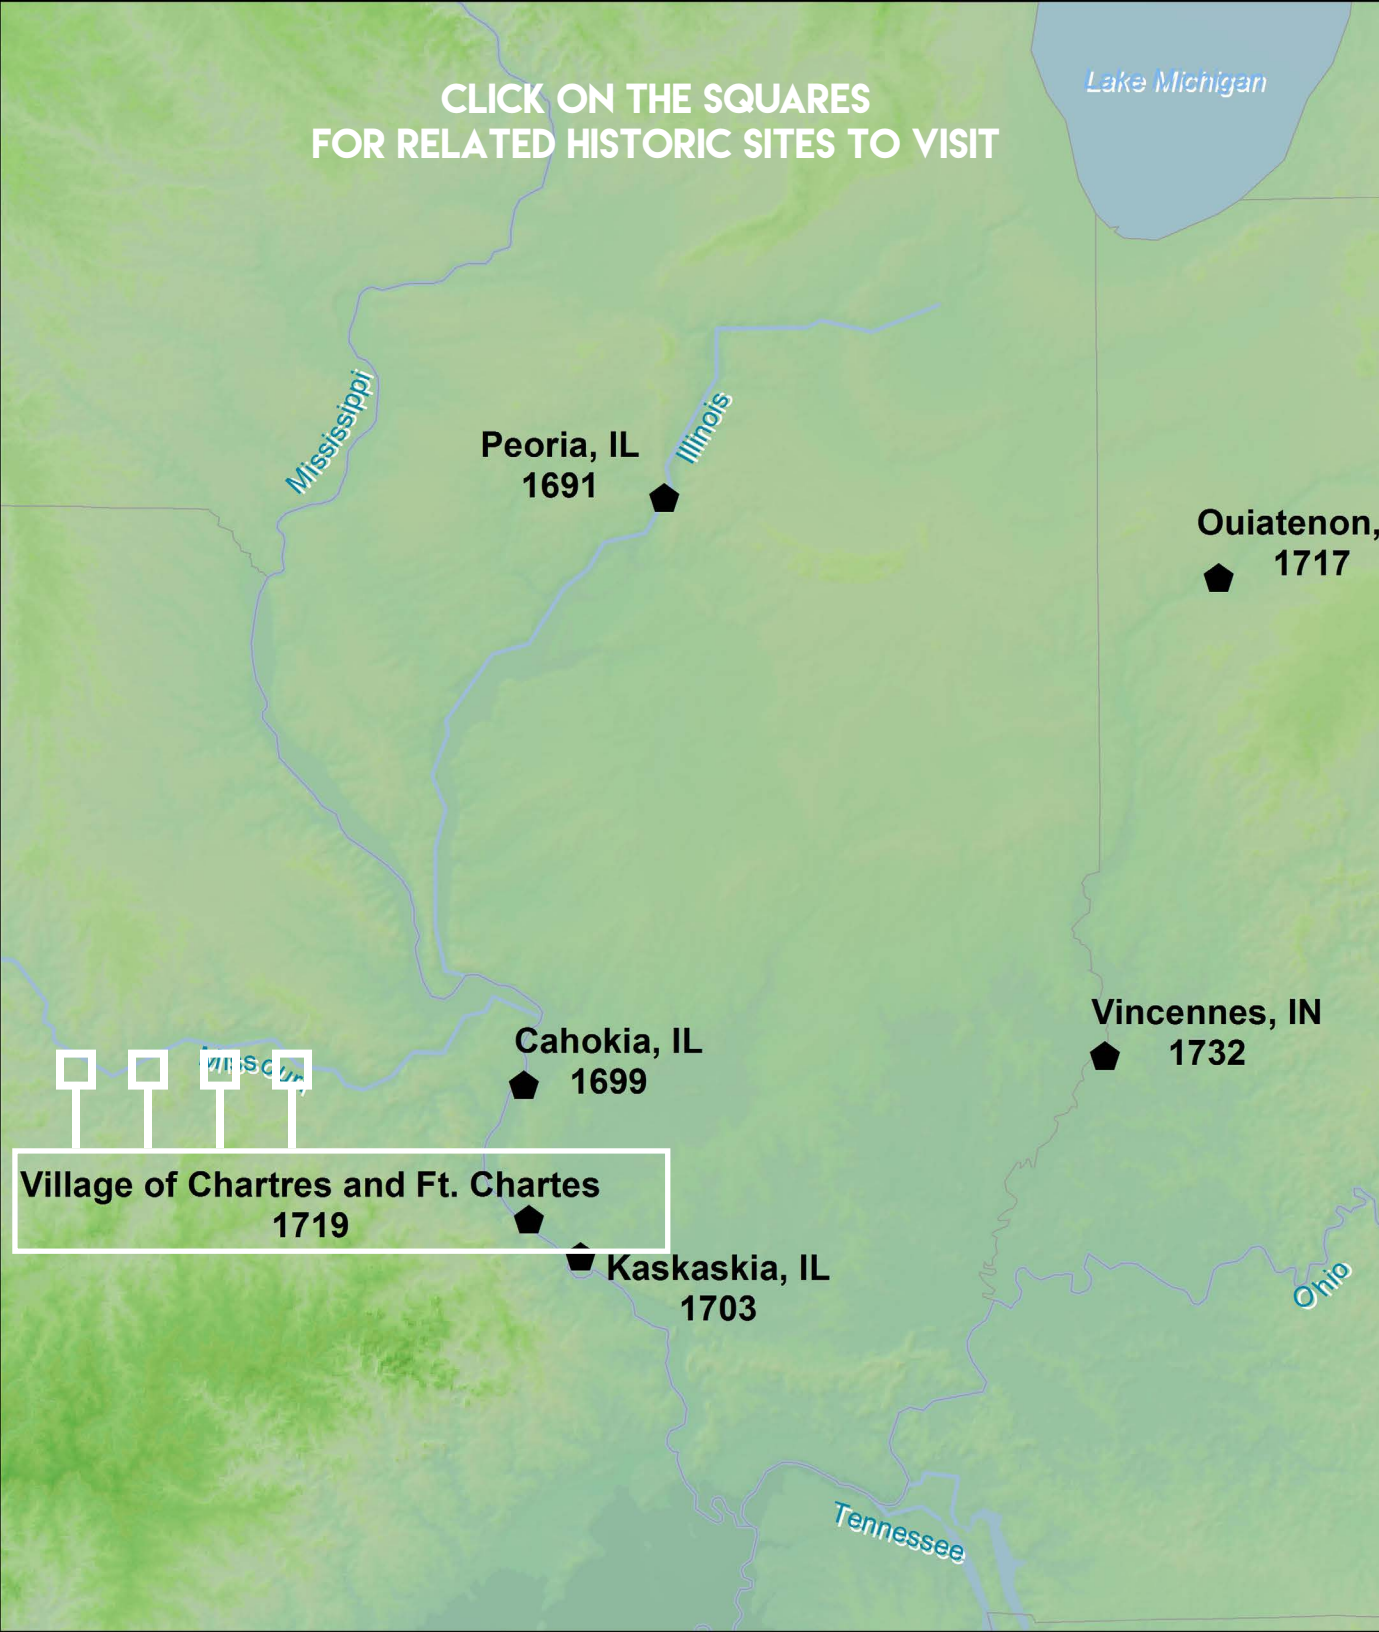 CLICK ON THE SQUARES
FOR RELATED HISTORIC SITES TO VISIT
Lake Michigan
Mississippi
Illinois
Peoria, IL
1691
Ouiatenon,
1717
Vincennes, IN
1732
Cahokia, IL
1699
Missouri
Village of Chartres and Ft. Chartes
1719
Kaskaskia, IL
1703
Ohio
Tennessee